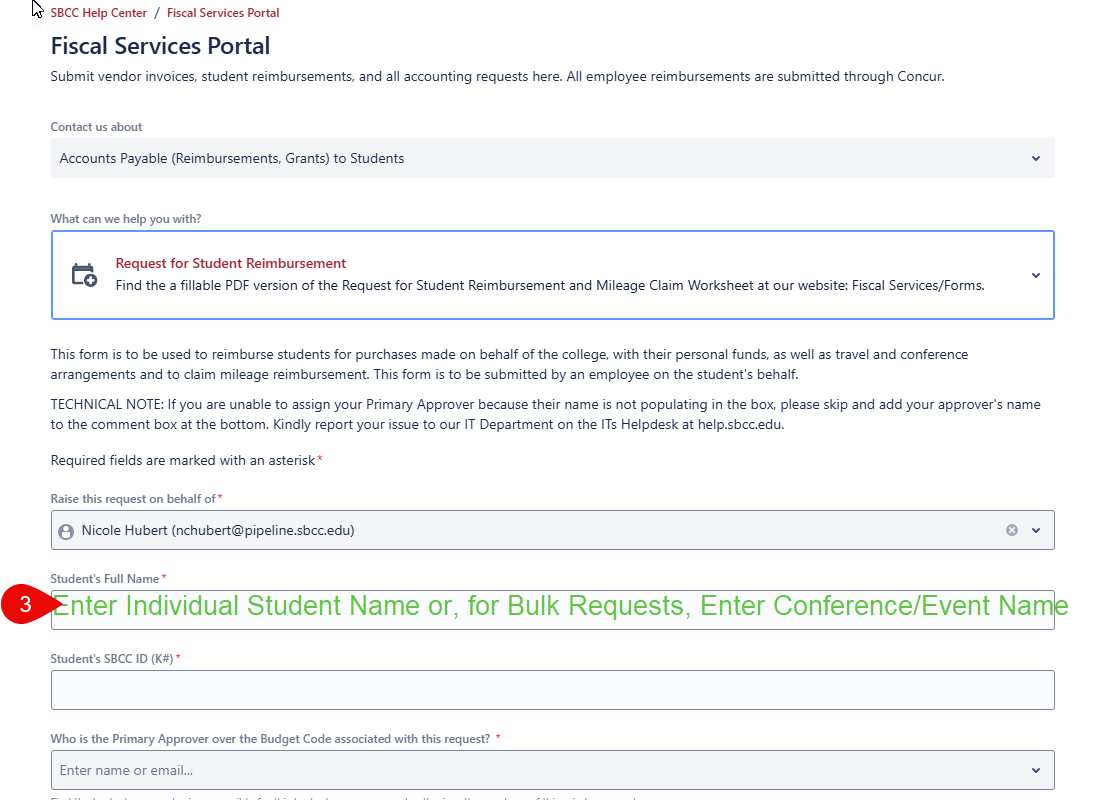 SBCC Help Center / Fiscal Services Portal
Fiscal Services Portal
Submit vendor invoices, student reimbursements, and all accounting requests here. All employee reimbursements are submitted through Concur.
Contact us about
Accounts Payable (Reimbursements, Grants) to Students
What can we help you with?
Request for Student Reimbursement
Find the a fillable PDF version of the Request for Student Reimbursement and Mileage Claim Worksheet at our website: Fiscal Services/Forms.
This form is to be used to reimburse students for purchases made on behalf of the college, with their personal funds, as well as travel and conference
arrangements and to claim mileage reimbursement. This form is to be submitted by an employee on the student's behalf.
TECHNICAL NOTE: If you are unable to assign your Primary Approver because their name is not populating in the box, please skip and add your approver's name
to the comment box at the bottom. Kindly report your issue to our IT Department on the ITs Helpdesk at help.sbcc.edu.
Required fields are marked with an asterisk*
Raise this request on behalf of*
Nicole Hubert (nchubert@pipeline.sbcc.edu)
Student's Full Name*
3 Enter Individual Student Name or, for Bulk Requests, Enter Conference/Event Name
Student's SBCC ID (K#)*
Who is the Primary Approver over the Budget Code associated with this request? *
Enter name or email...